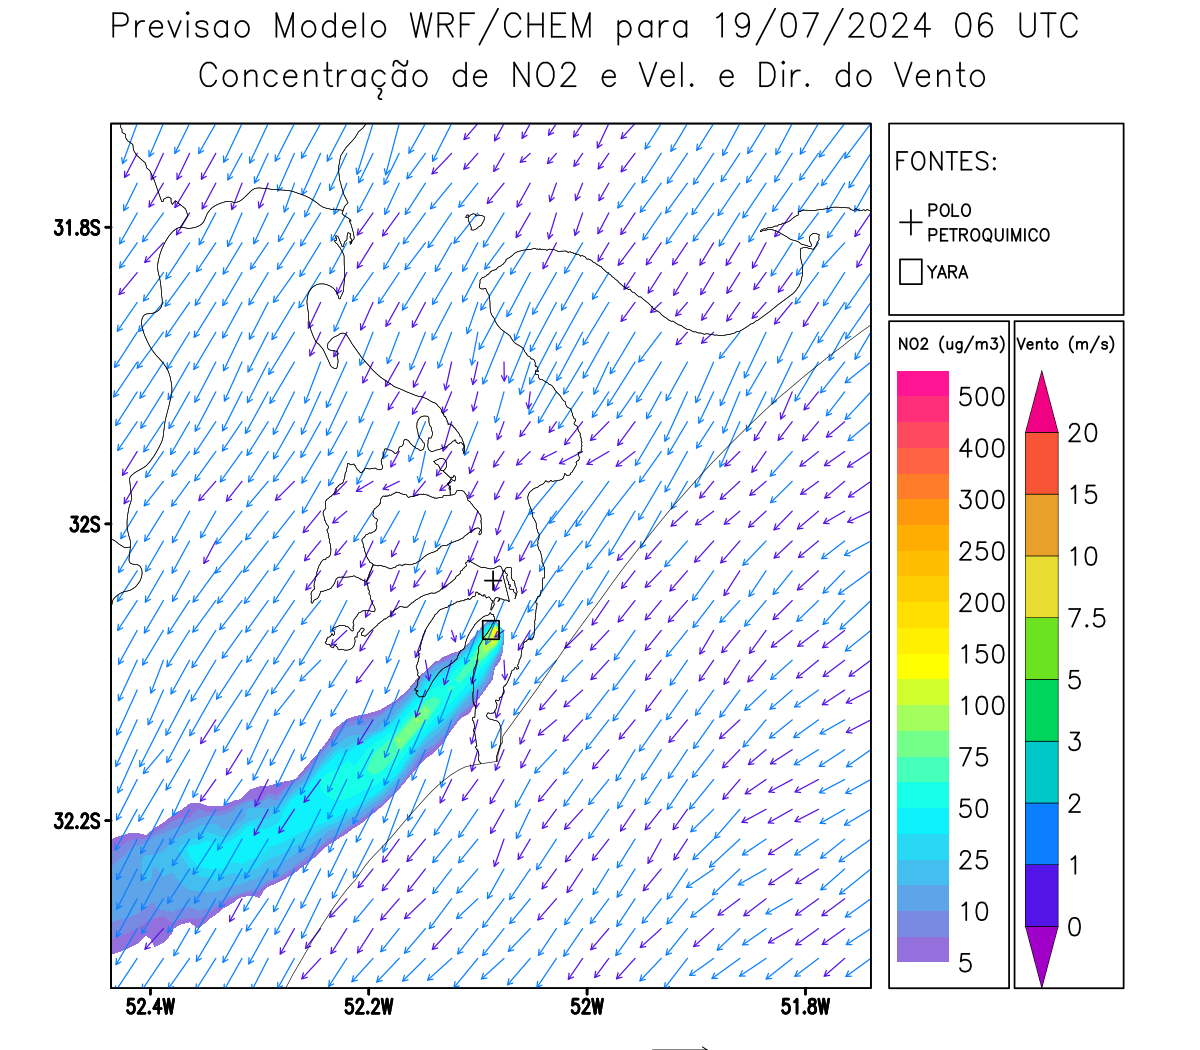 Previsao Modelo WRF/CHEM para 19/07/2024 06 UTC
Concentração de NO2 e Vel. e Dir. do Vento
FONTES:
POLO
PETROQUIMICO
YARA
NO2 (ug/m3)
500
400
300
250
200
150
100
75
50
25
10
5
Vento (m/s)
20
15
10
7.5
5
3
2
1
0
31.8S
32S
32.2S
52.4W
52.2W
52W
51.8W